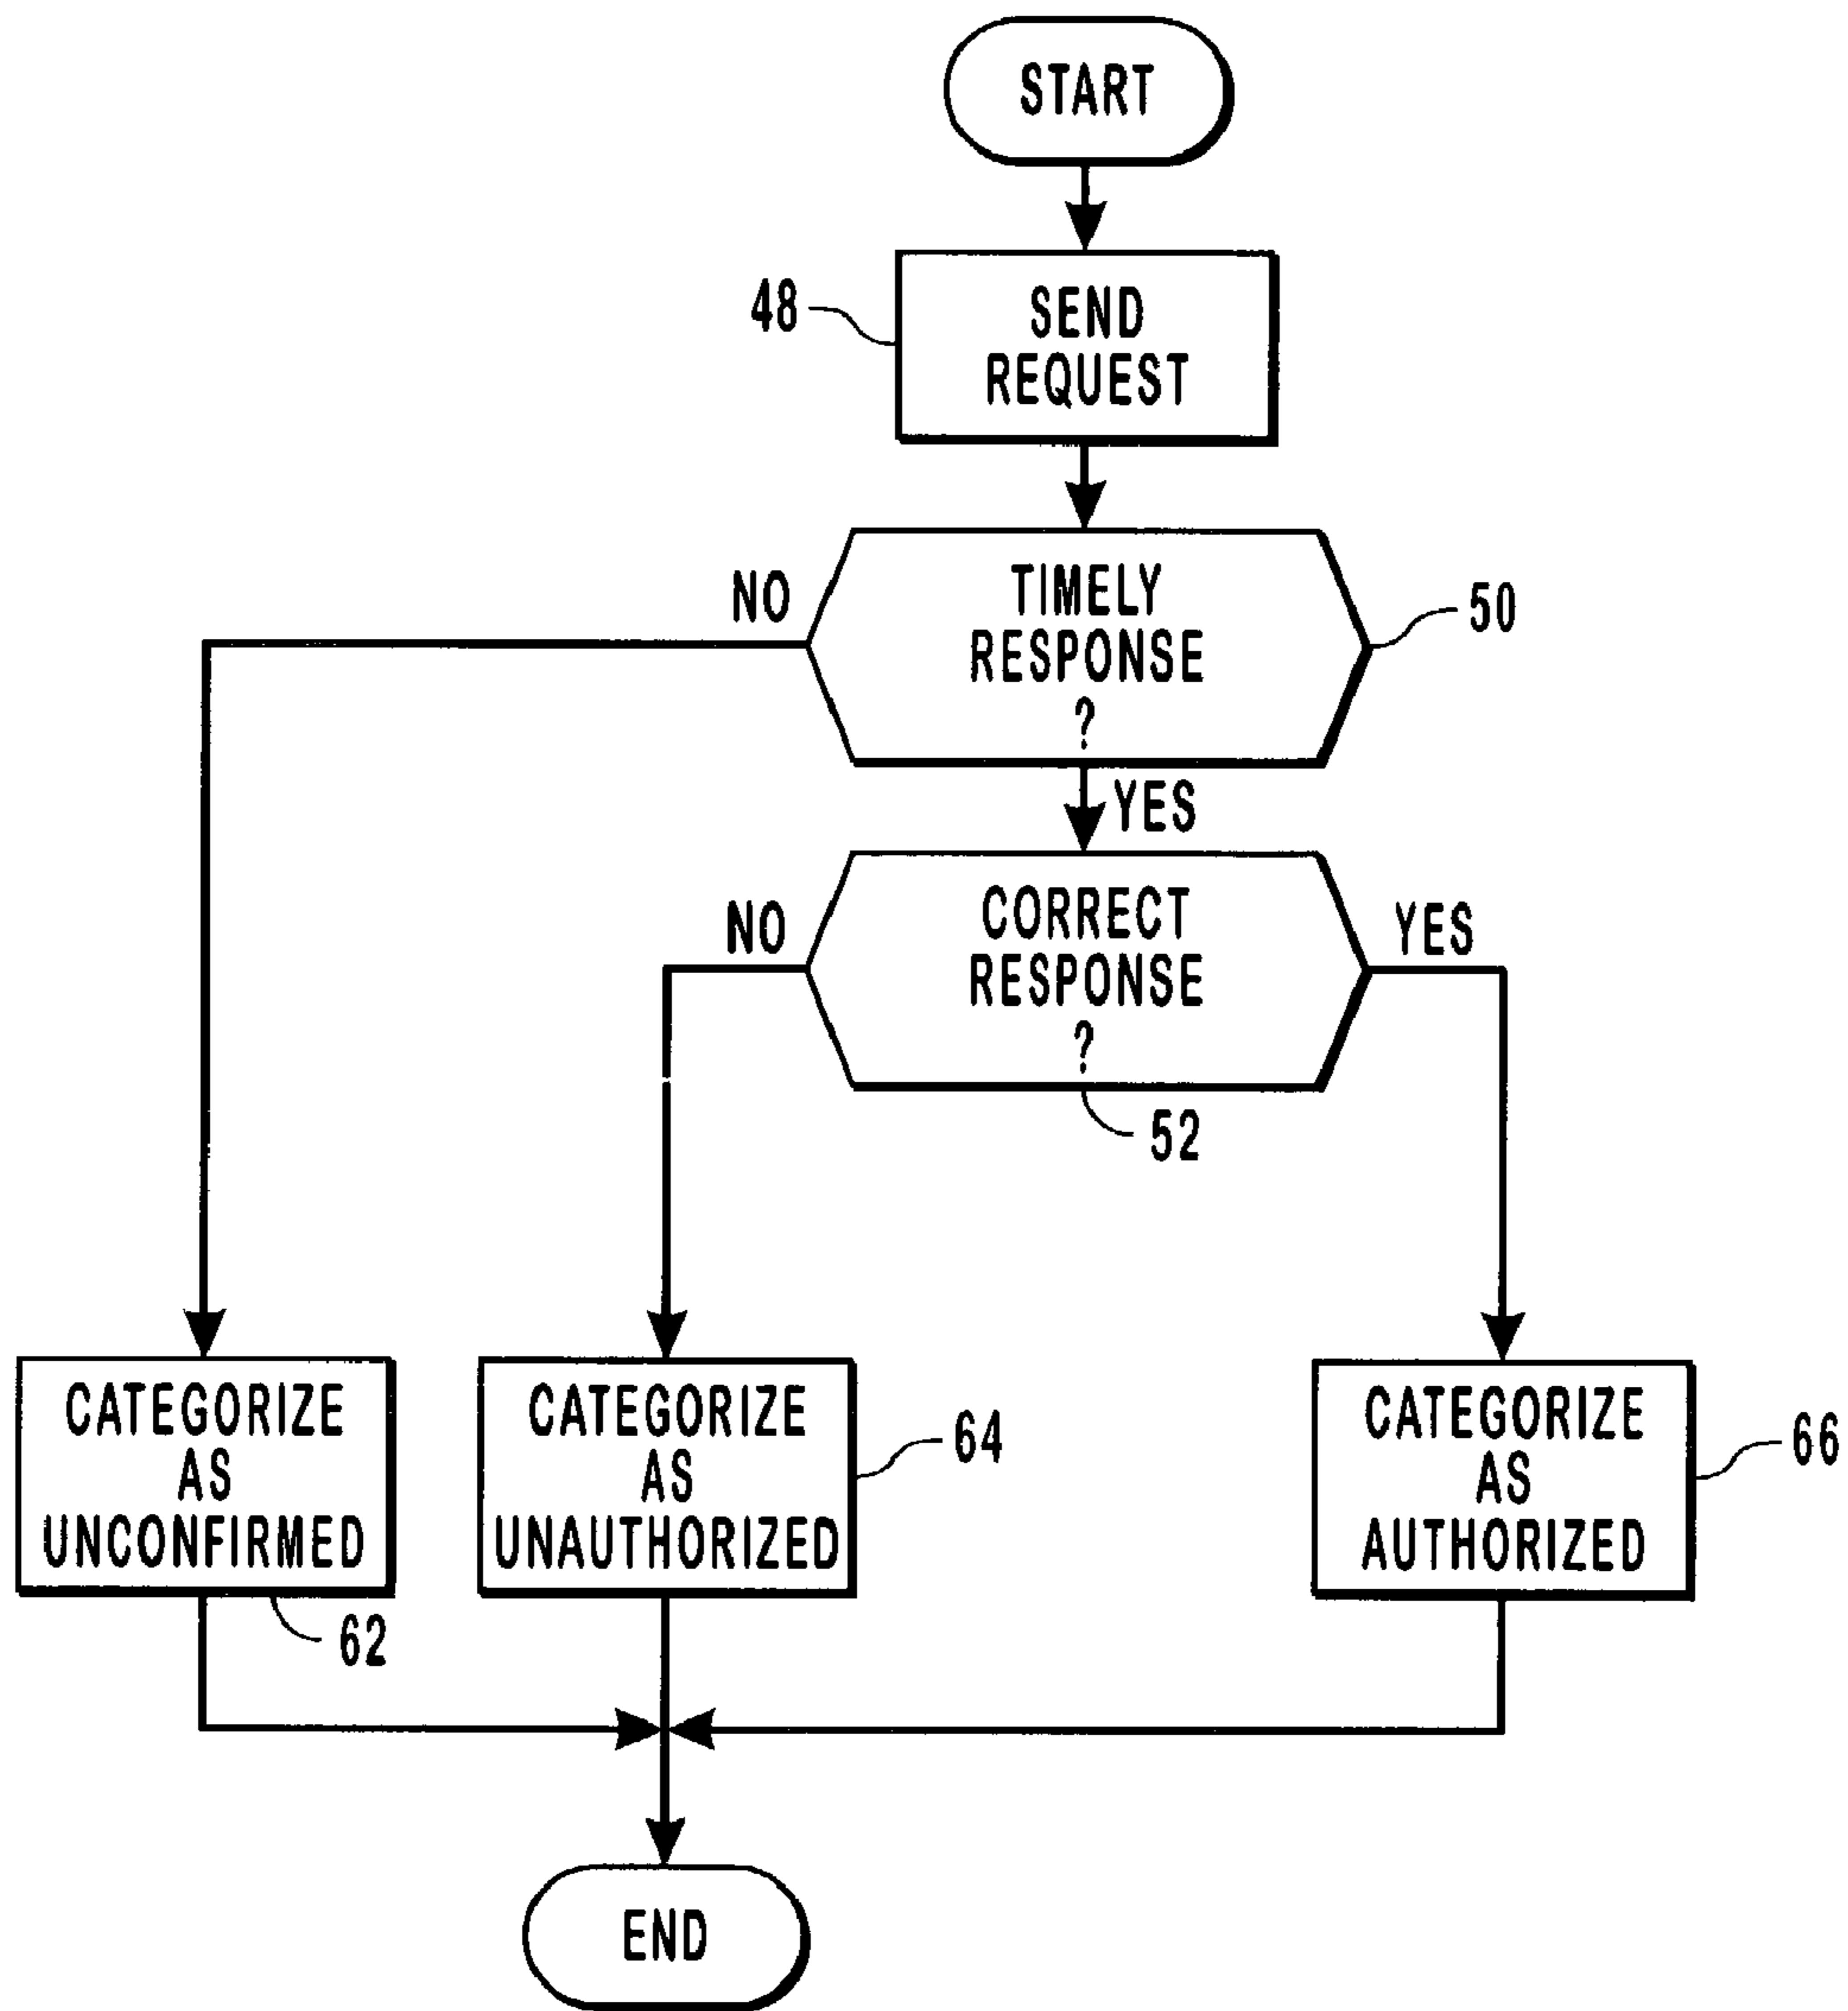 START
48
SEND
REQUEST
NO
TIMELY
RESPONSE
?
50
YES
NO
CORRECT
RESPONSE
?
YES
52
CATEGORIZE
AS
UNCONFIRMED
62
CATEGORIZE
AS
UNAUTHORIZED
64
CATEGORIZE
AS
AUTHORIZED
66
END